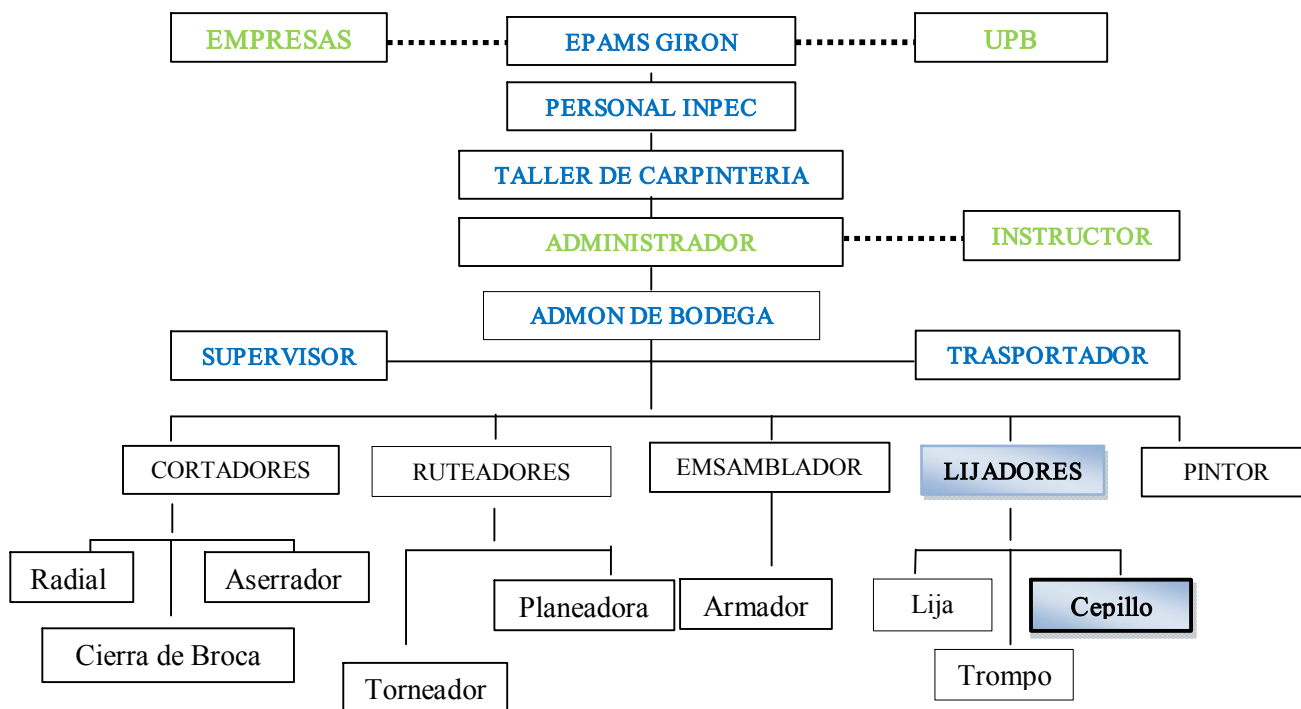 EMPRESAS
EPAMS GIRON
UPB
PERSONAL INPEC
TALLER DE CARPINTERIA
ADMINISTRADOR
INSTRUCTOR
ADMON DE BODEGA
SUPERVISOR
TRASPORTADOR
CORTADORES
RUTEADORES
EMSAMBLADOR
LIJADORES
PINTOR
Radial
Aserrador
Planeadora
Armador
Lija
Cepillo
Cierra de Broca
Torneador
Trompo